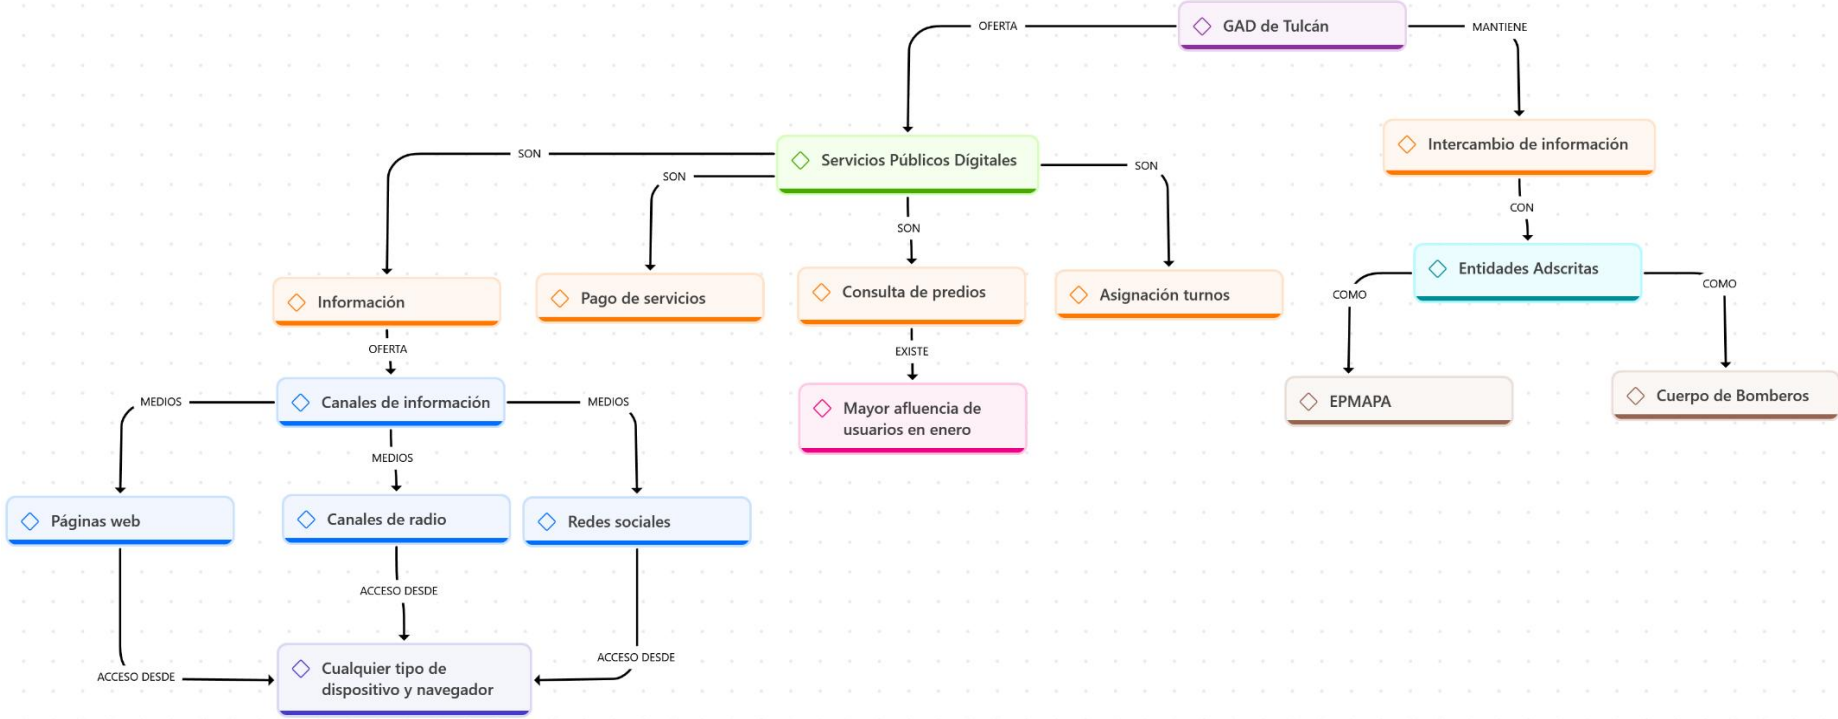 OFERTA
GAD de Tulcán
MANTIENE
Servicios Públicos Dígitales
Intercambio de información
SON
SON
SON
SON
CON
Entidades Adscritas
COMO
COMO
Información
Pago de servicios
Consulta de predios
Asignación turnos
OFERTA
EXISTE
MEDIOS
Canales de información
MEDIOS
Mayor afluencia de
usuarios en enero
EPMAPA
Cuerpo de Bomberos
MEDIOS
Páginas web
Canales de radio
Redes sociales
ACCESO DESDE
ACCESO DESDE
ACCESO DESDE
Cualquier tipo de
dispositivo y navegador